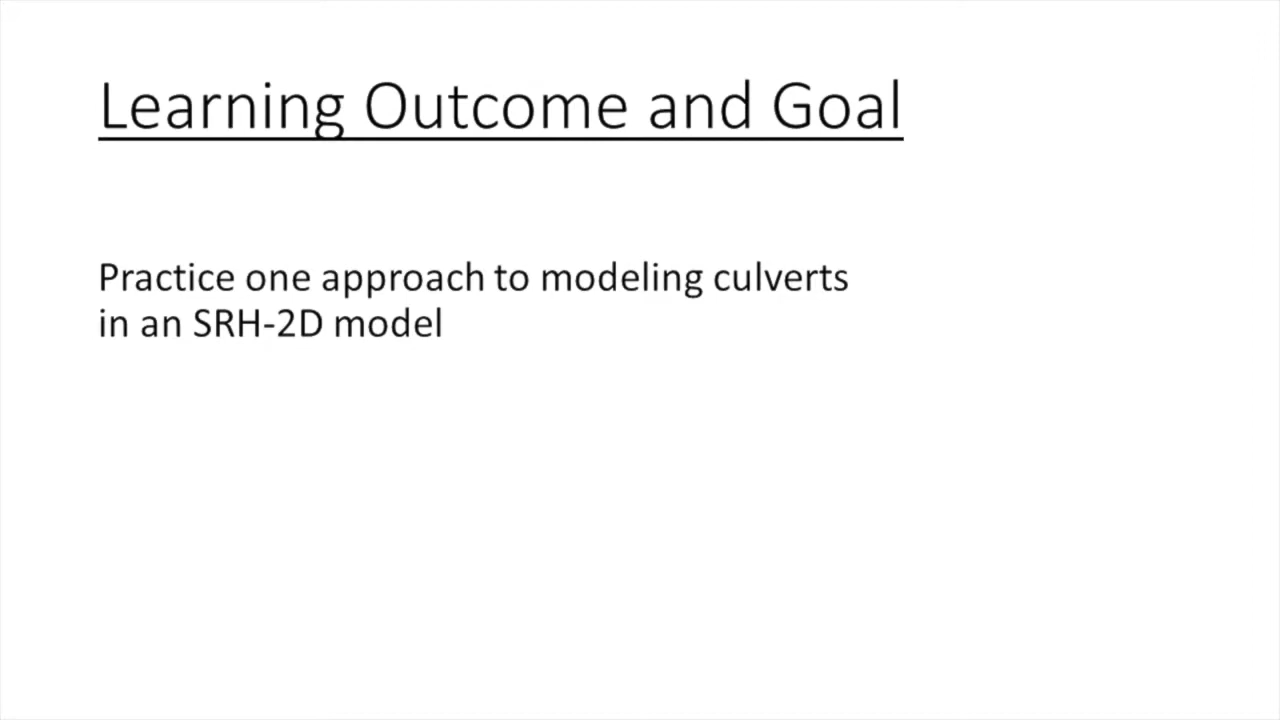 Learning Outcome and Goal
Practice one approach to modeling culverts
in an SRH-2D model